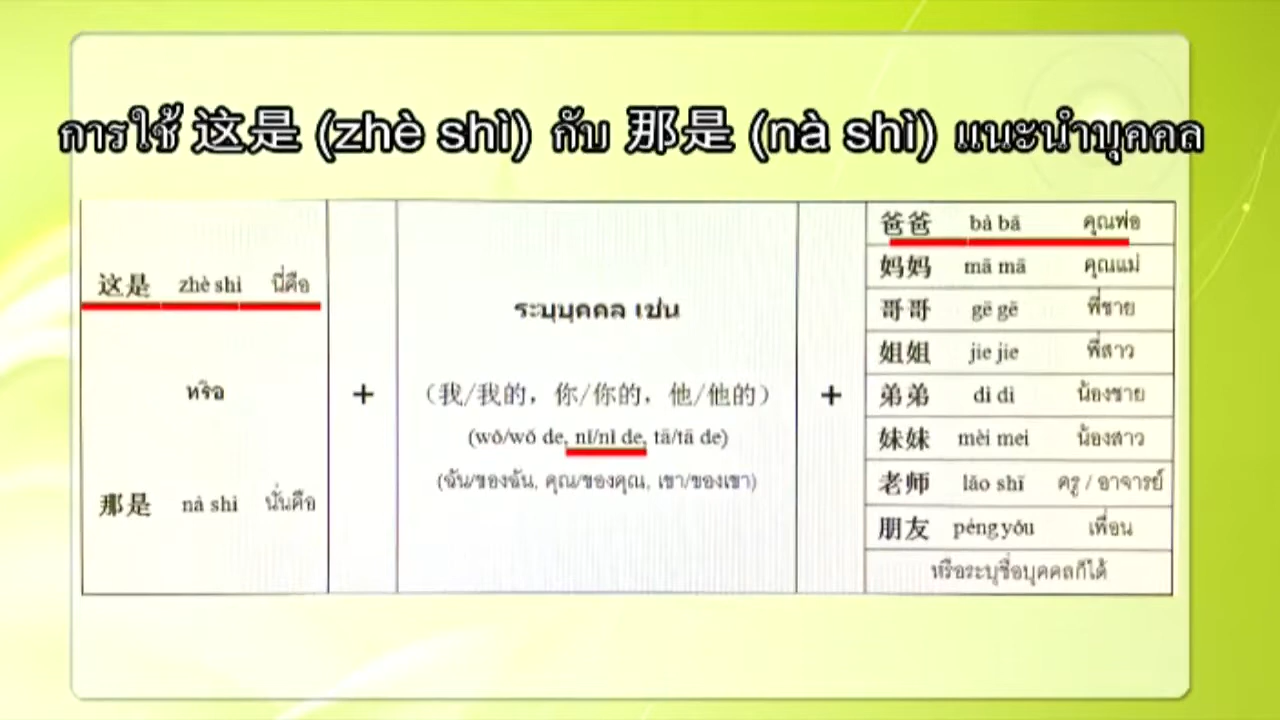 การใช้ 这是 (zhè shì) กับ 那是 (nà shì) แนะนำบุคคล
这是 zhè shì นี่คือ
หรือ
那是 nà shì นั่นคือ
+
ระบุบุคคล เช่น
(我/我的, 你/你的, 他/他的)
(wǒ/wǒ de, nǐ/nǐ de, tā/tā de)
(ฉัน/ของฉัน, คุณ/ของคุณ, เขา/ของเขา)
+
爸爸 bà bā คุณพ่อ
妈妈 mā mā คุณแม่
哥哥 gē gē พี่ชาย
姐姐 jie jie พี่สาว
弟弟 dì dì น้องชาย
妹妹 mèi mei น้องสาว
老师 lǎo shī ครู / อาจารย์
朋友 péng yǒu เพื่อน
หรือระบุชื่อบุคคลก็ได้